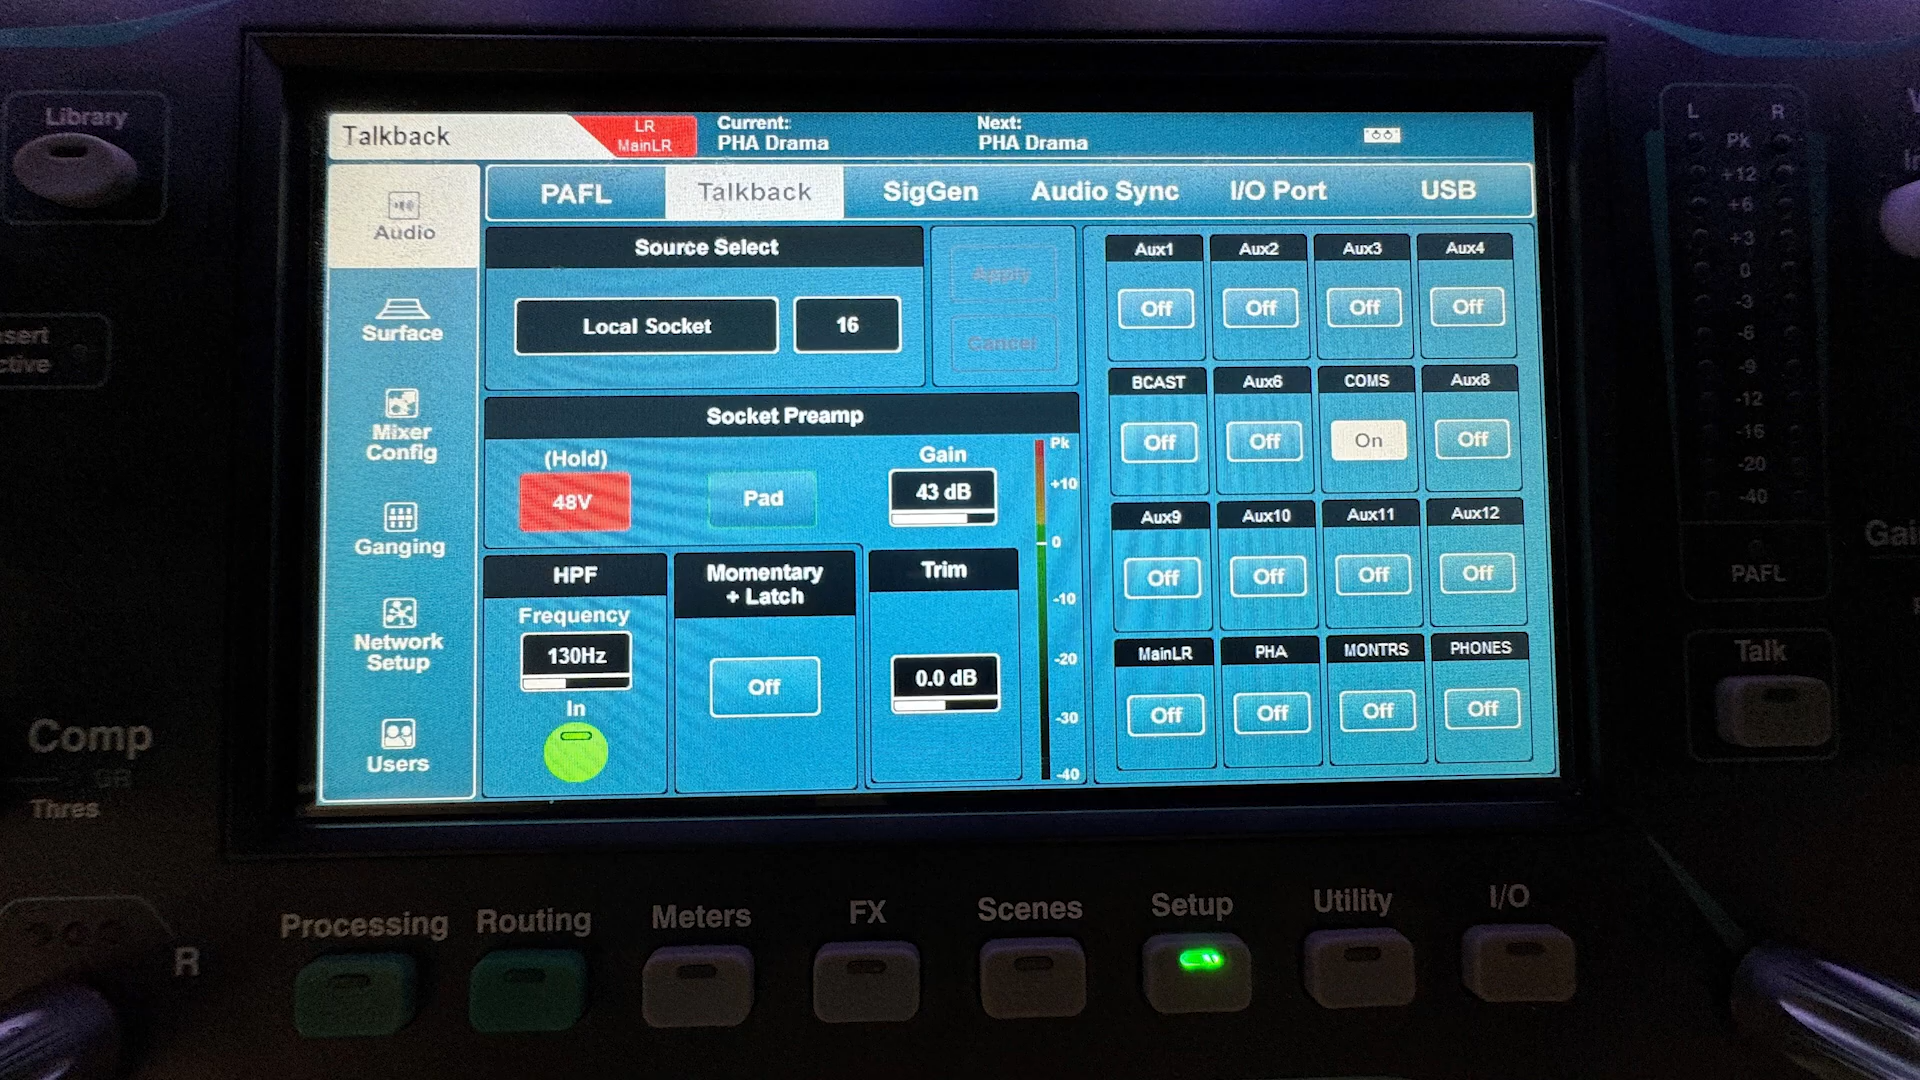 Talkback
LR
MainLR
Current:
PHA Drama
Next:
PHA Drama
Audio
Surface
Mixer
Config
Ganging
Network
Setup
Users
PAFL
Talkback
SigGen
Audio Sync
I/O Port
USB
Source Select
Local Socket
16
Apply
Cancel
Socket Preamp
(Hold)
48V
Pad
Gain
43 dB
HPF
Frequency
130Hz
In
Momentary
+ Latch
Off
Trim
0.0 dB
Pk
+10
0
-10
-20
-30
-40
Aux1
Aux2
Aux3
Aux4
Off
Off
Off
Off
BCAST
Aux6
COMS
Aux8
Off
Off
On
Off
Aux9
Aux10
Aux11
Aux12
Off
Off
Off
Off
MainLR
PHA
MONTRS
PHONES
Off
Off
Off
Off
Library
Comp
GR
Thres
R
Processing
Routing
Meters
FX
Scenes
Setup
Utility
I/O
L
R
Pk
+12
+6
+3
0
-3
-6
-9
-12
-16
-20
-40
PAFL
Talk